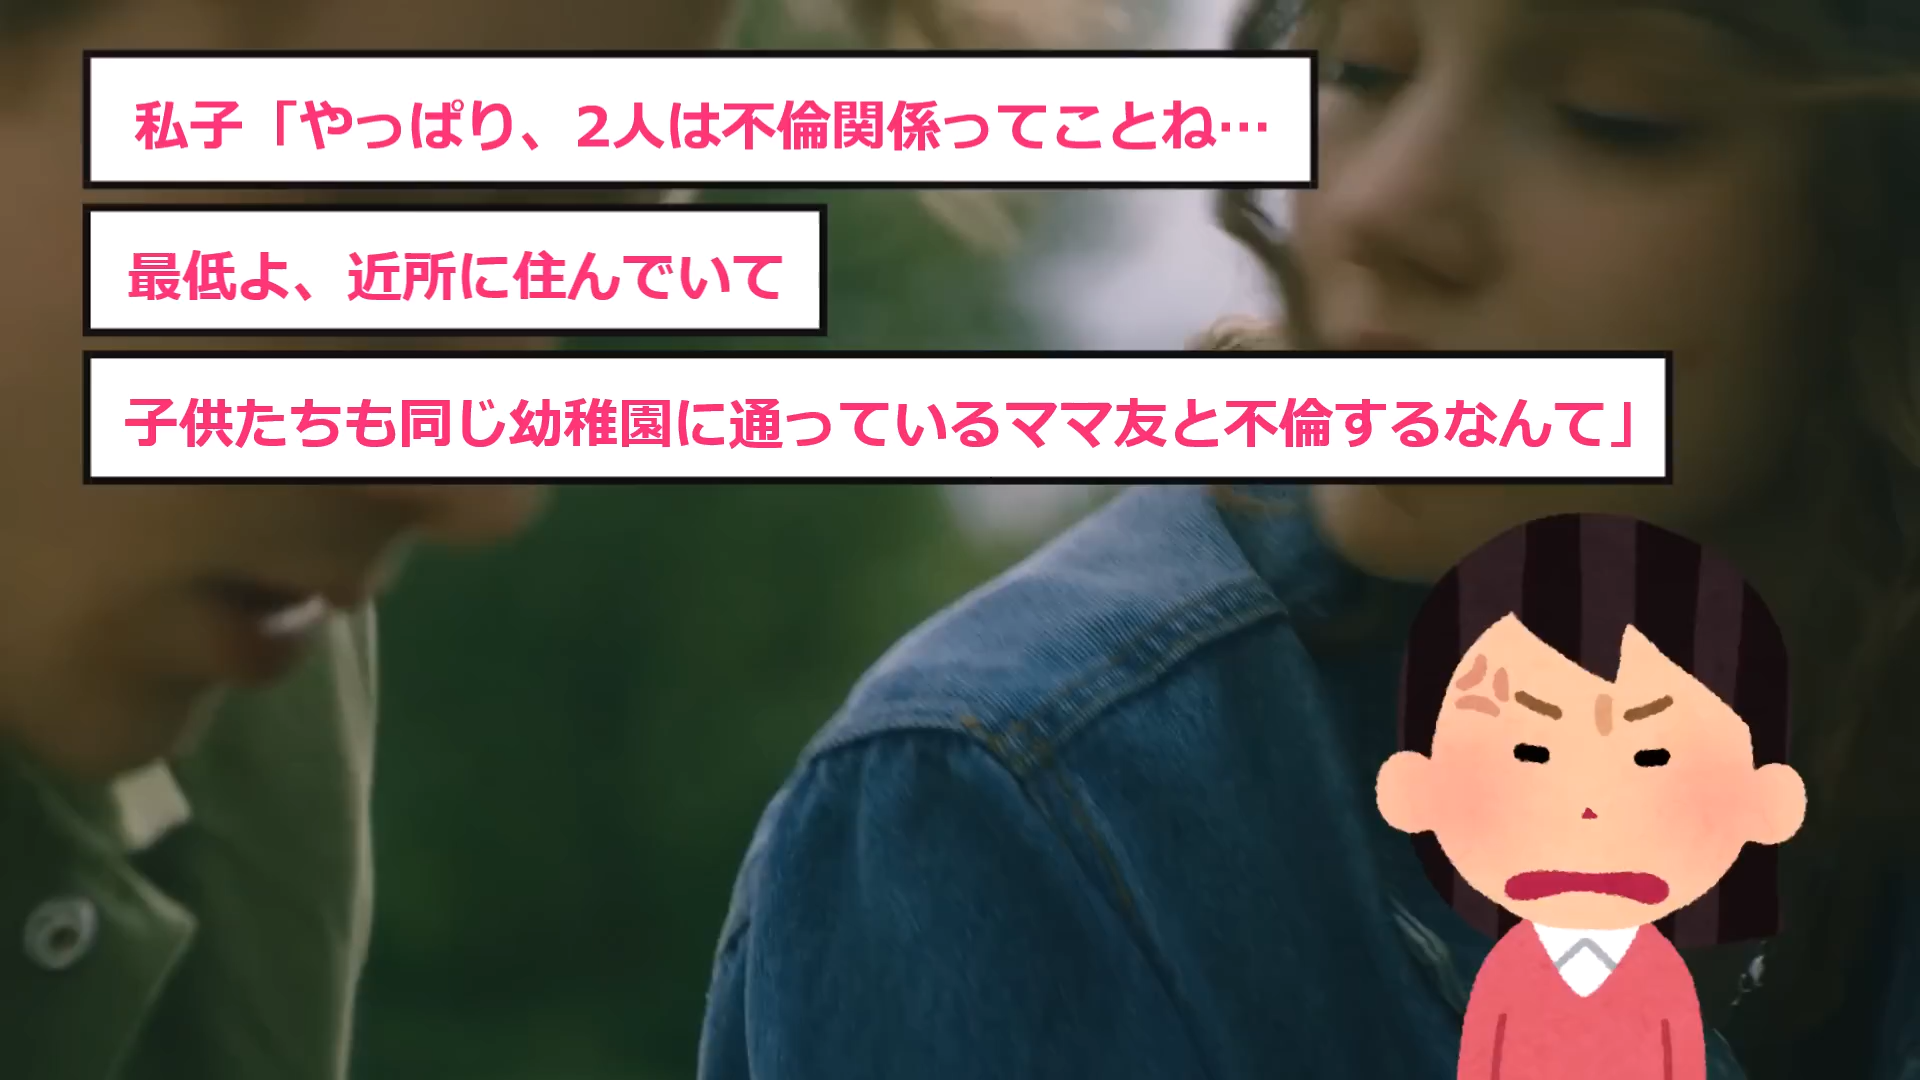 私子「やっぱり、2人は不倫関係ってことね…
最低よ、近所に住んでいて
子供たちも同じ幼稚園に通っているママ友と不倫するなんて」